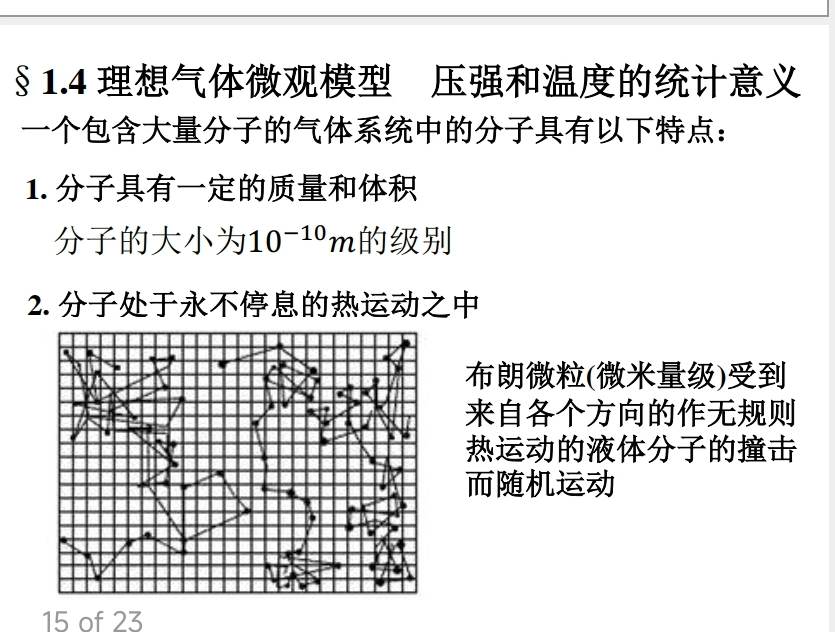 § 1.4 理想气体微观模型 压强和温度的统计意义
一个包含大量分子的气体系统中的分子具有以下特点：
1. 分子具有一定的质量和体积
分子的大小为10⁻¹⁰m的级别
2. 分子处于永不停息的热运动之中
布朗微粒(微米量级)受到
来自各个方向的作无规则
热运动的液体分子的撞击
而随机运动
15 of 23